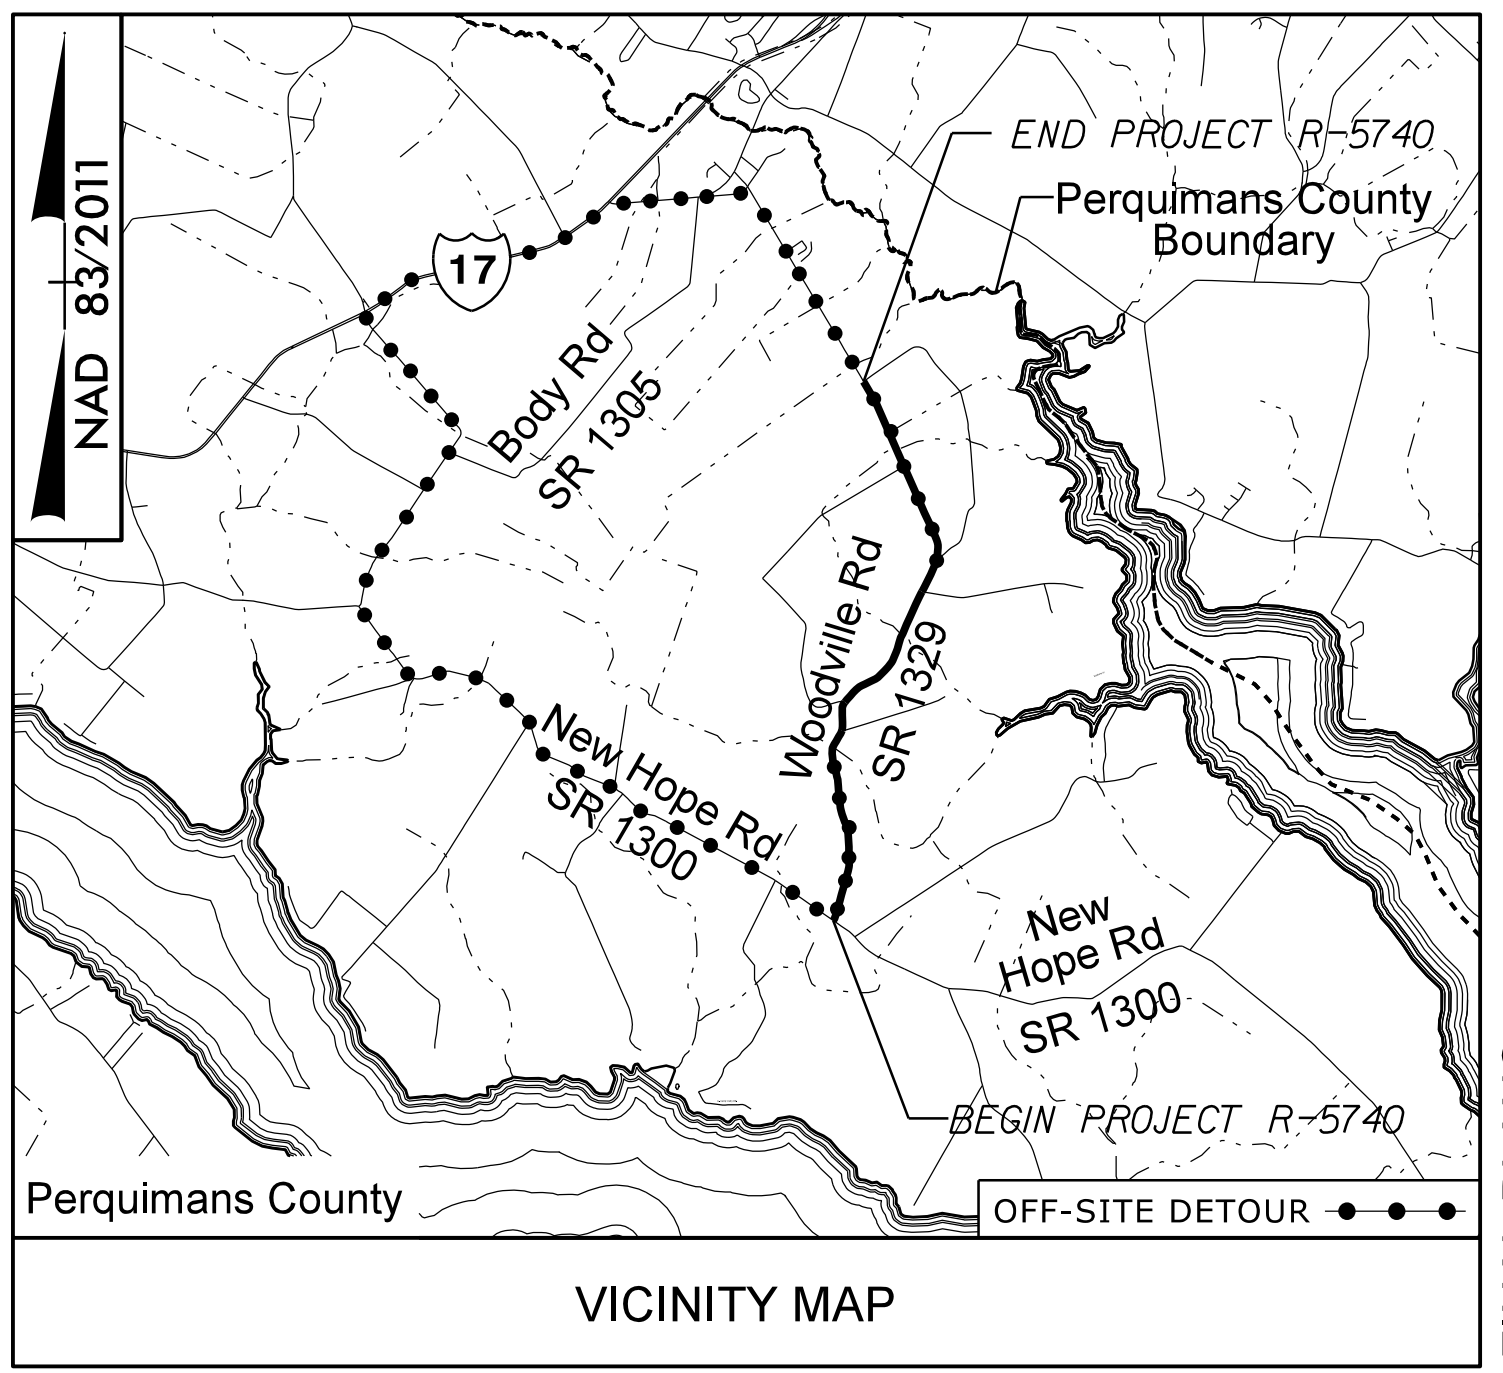 NAD 83/2011
END PROJECT R-5740
Perquimans County
Boundary
17
Body Rd
SR 1305
Woodville Rd
SR 1329
New Hope Rd
SR 1300
New
Hope Rd
SR 1300
BEGIN PROJECT R-5740
Perquimans County
OFF-SITE DETOUR
VICINITY MAP